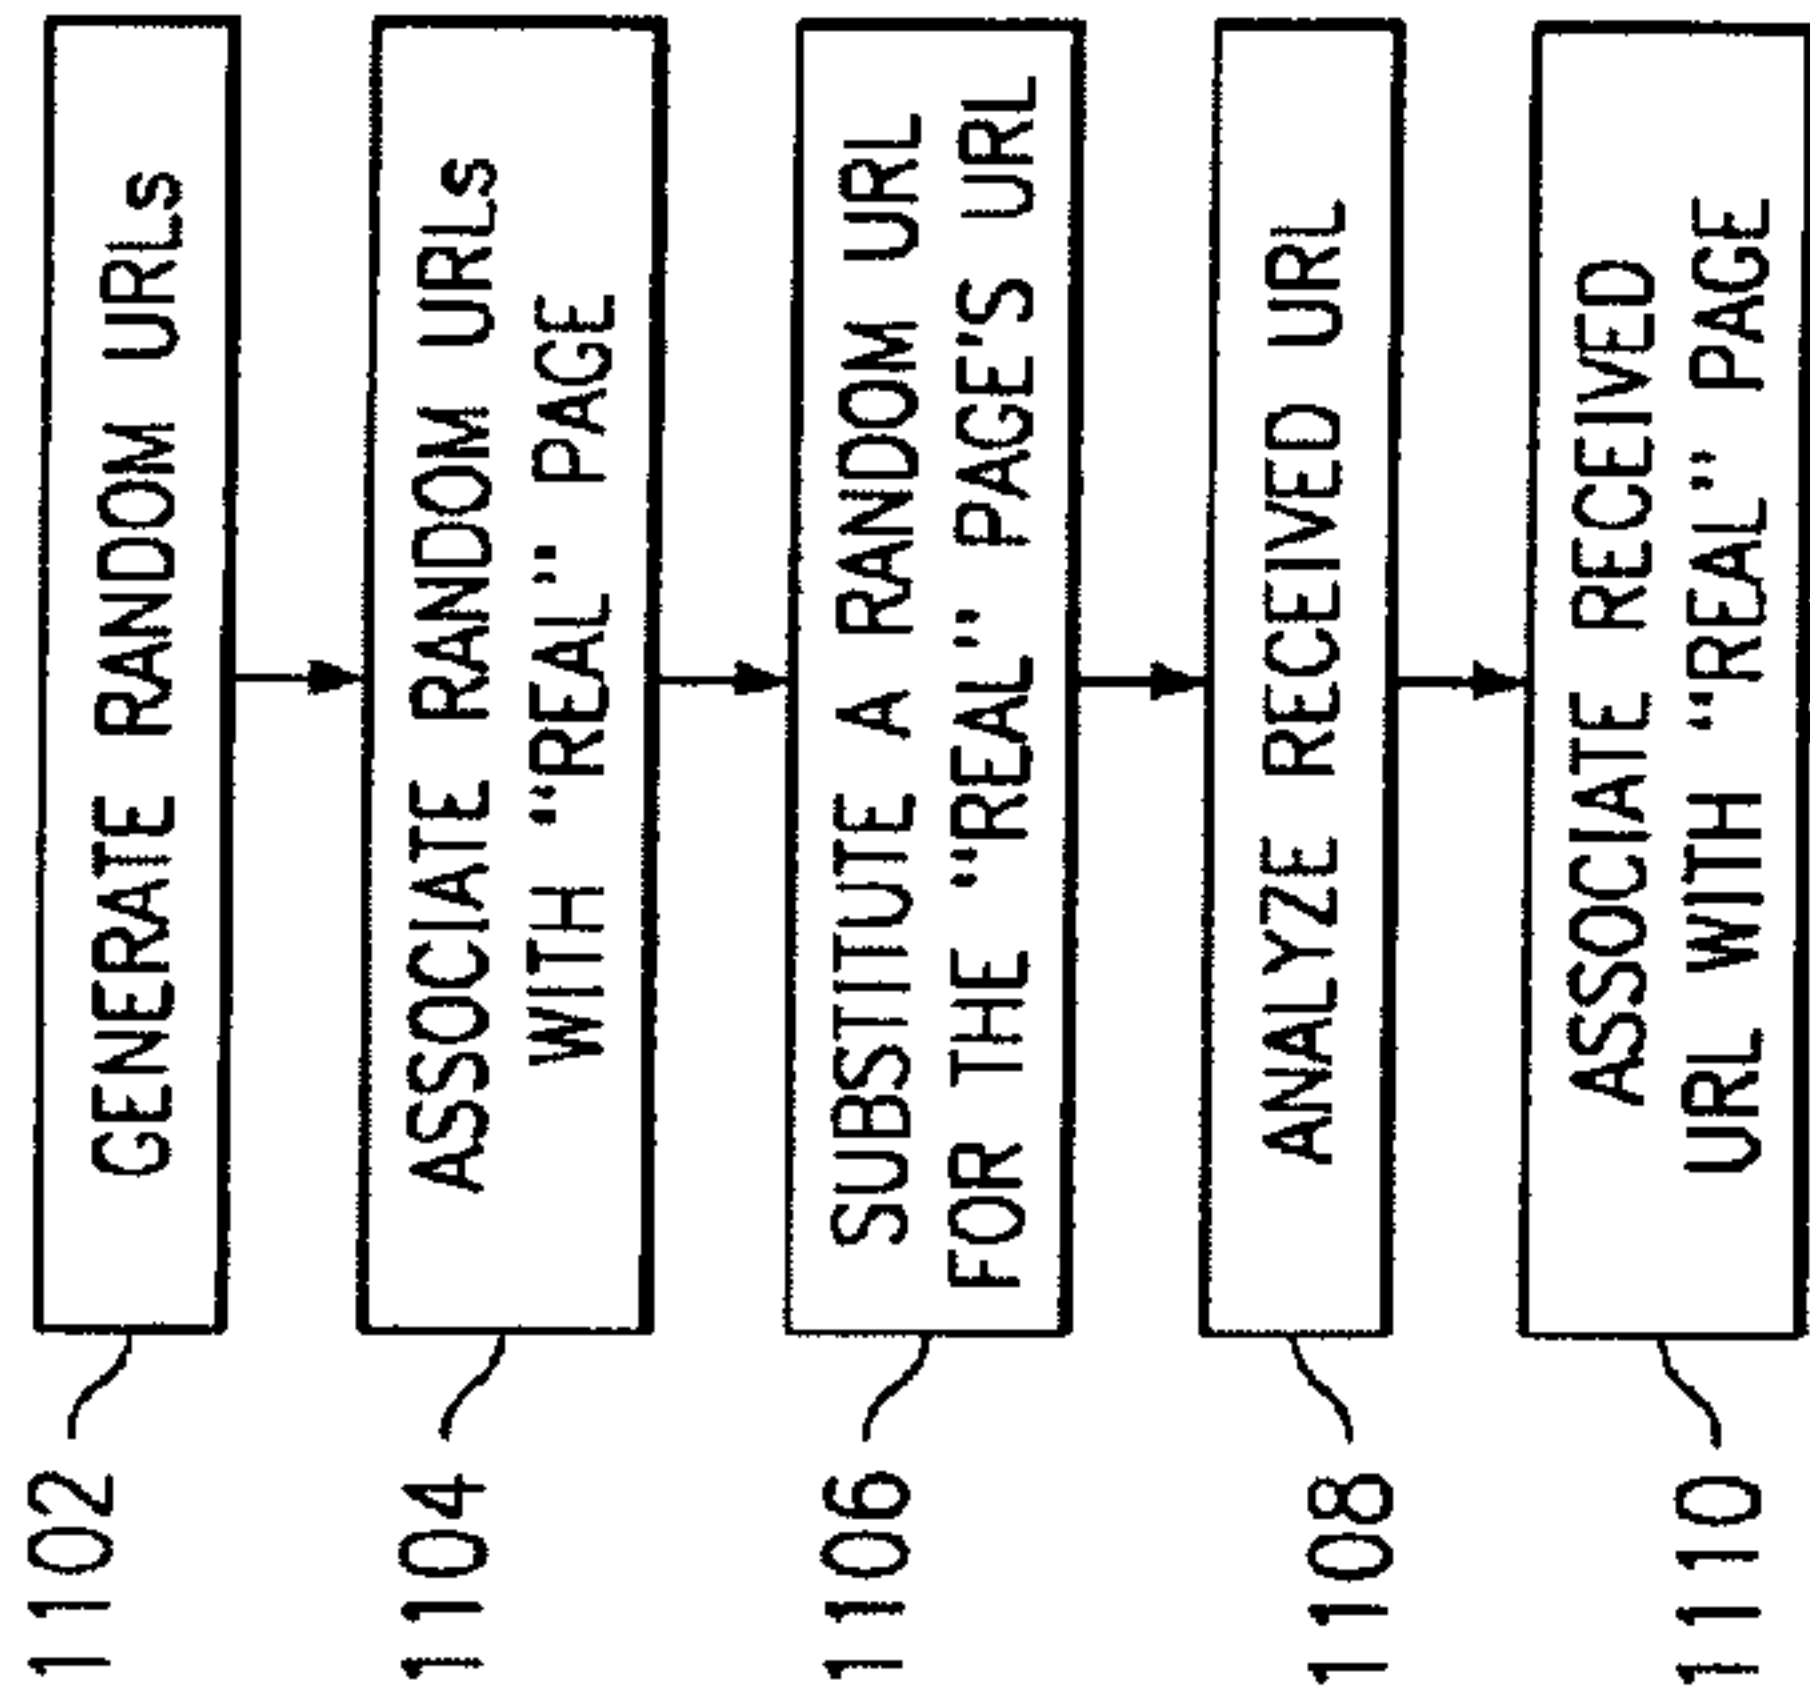 1102
GENERATE RANDOM URLs
1104
ASSOCIATE RANDOM URLs
WITH "REAL" PAGE
1106
SUBSTITUTE A RANDOM URL
FOR THE "REAL" PAGE'S URL
1108
ANALYZE RECEIVED URL
1110
ASSOCIATE RECEIVED
URL WITH "REAL" PAGE